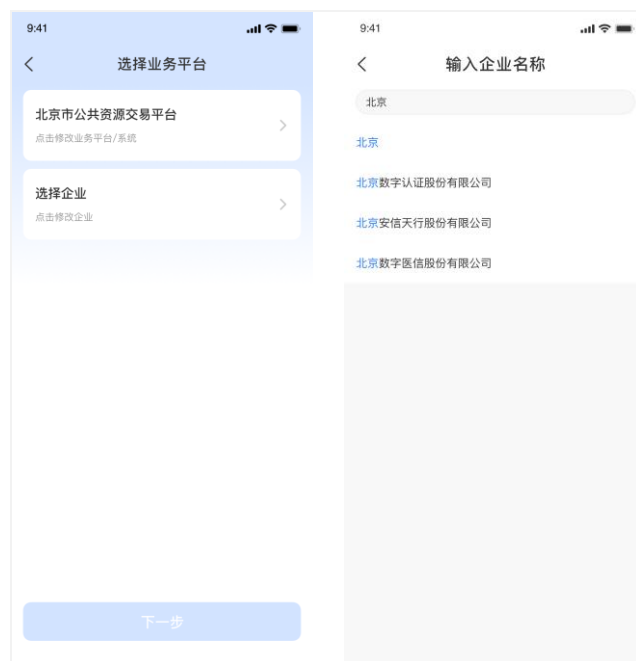 9:41
选择业务平台
北京市公共资源交易平台
点击修改业务平台/系统
选择企业
点击修改企业
下一步
9:41
输入企业名称
北京
北京
北京数字认证股份有限公司
北京安信天行股份有限公司
北京数字医信股份有限公司